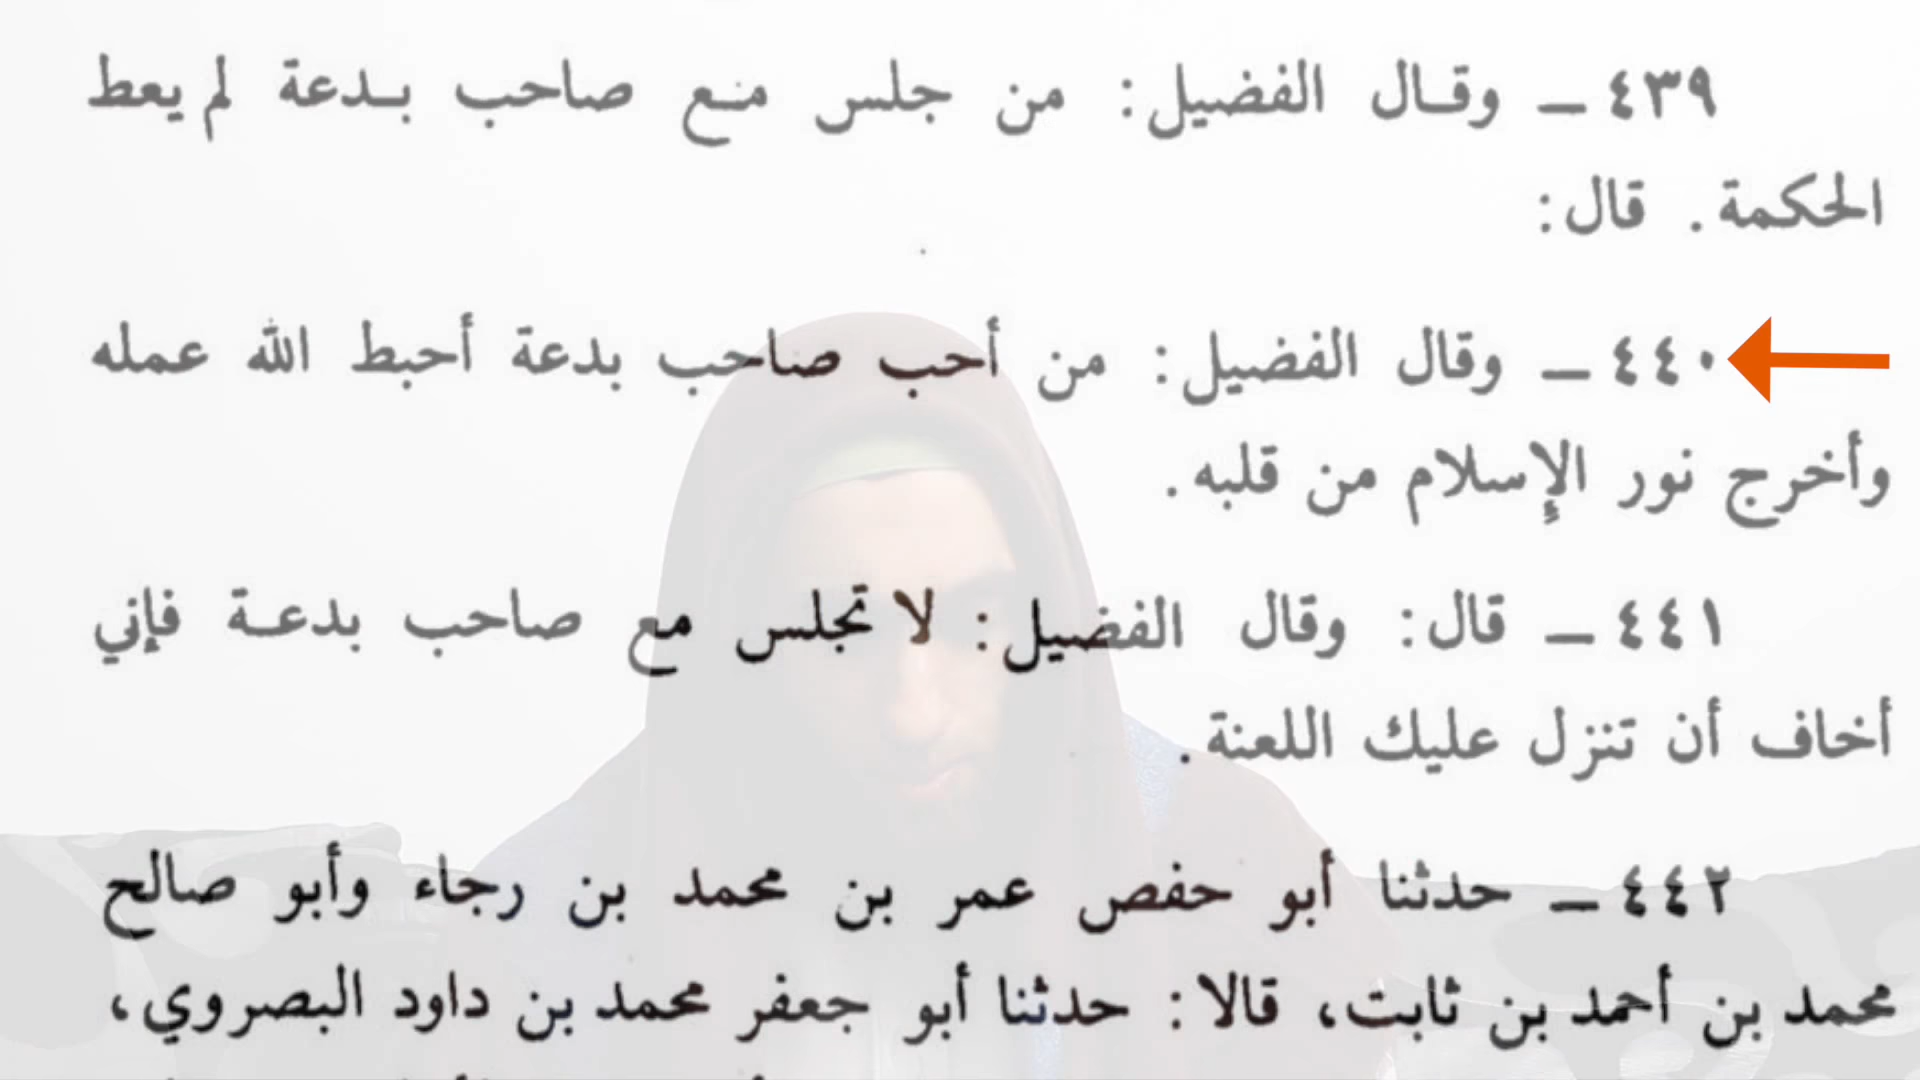 ٤٣٩ ـ وقال الفضيل: من جلس مع صاحب بدعة لم يعط
الحكمة. قال:
٤٤٠ ـ وقال الفضيل: من أحب صاحب بدعة أحبط الله عمله
وأخرج نور الإسلام من قلبه.
٤٤١ ـ قال: وقال الفضيل: لا تجلس مع صاحب بدعة فإني
أخاف أن تنزل عليك اللعنة.
٤٤٢ ـ حدثنا أبو حفص عمر بن محمد بن رجاء وأبو صالح
محمد بن أحمد بن ثابت، قالا: حدثنا أبو جعفر محمد بن داود البصروي،